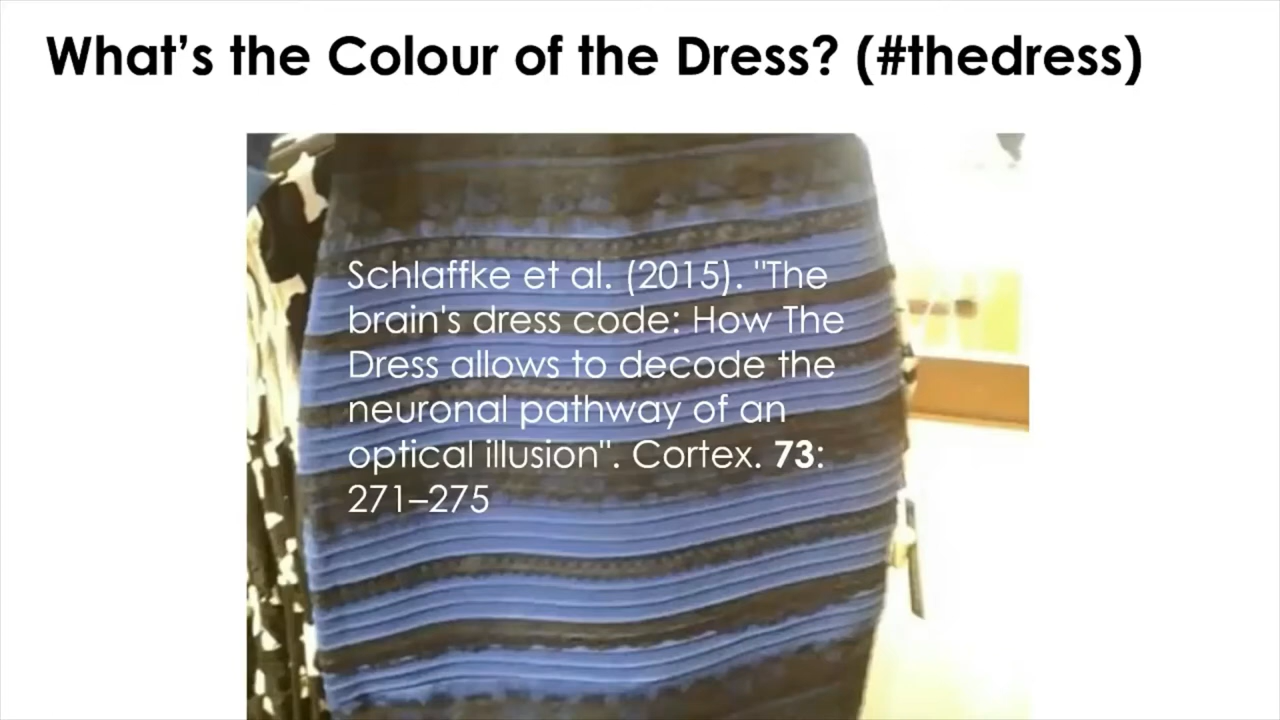 What’s the Colour of the Dress? (#thedress)
Schlaffke et al. (2015). "The
brain's dress code: How The
Dress allows to decode the
neuronal pathway of an
optical illusion". Cortex. 73:
271–275